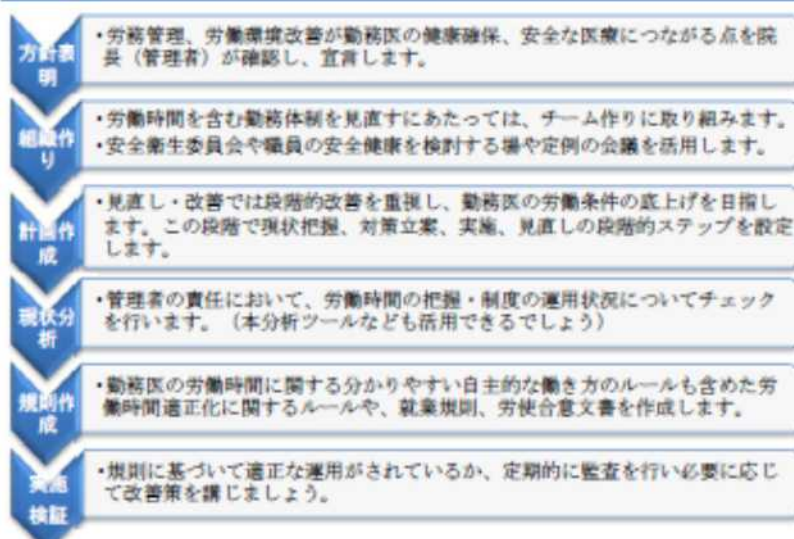 方針表
明
・労務管理、労働環境改善が勤務医の健康確保、安全な医療につながる点を院
長（管理者）が確認し、宣言します。
組織作
り
・労働時間を含む勤務体制を見直すにあたっては、チーム作りに取り組みます。
・安全衛生委員会や職員の安全健康を検討する場や定例の会議を活用します。
計画作
成
・見直し・改善では段階的改善を重視し、勤務医の労働条件の底上げを目指し
ます。この段階で現状把握、対策立案、実施、見直しの段階的ステップを設定
します。
現状分
析
・管理者の責任において、労働時間の把握・制度の運用状況についてチェック
を行います。（本分析ツールなども活用できるでしょう）
規則作
成
・勤務医の労働時間に関する分かりやすい自主的な働き方のルールも含めた労
働時間適正化に関するルールや、就業規則、労使合意文書を作成します。
実施
検証
・規則に基づいて適正な運用がされているか、定期的に監査を行い必要に応じ
て改善策を講じましょう。